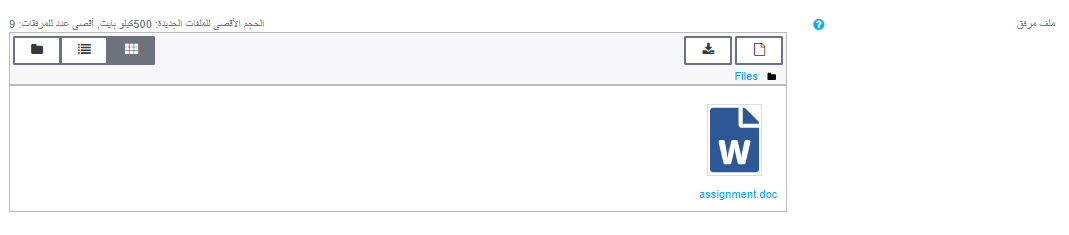 ملف مرفق
الحجم الأقصى للملفات الجديدة: 500كيلو بايت, أقصى عدد للمرفقات: 9
Files
W
assignment.doc